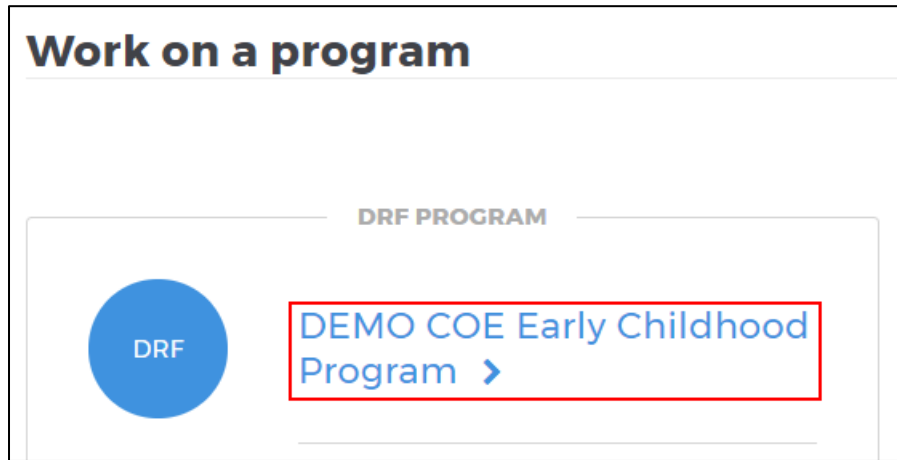 Work on a program
DRF PROGRAM
DRF
DEMO COE Early Childhood
Program